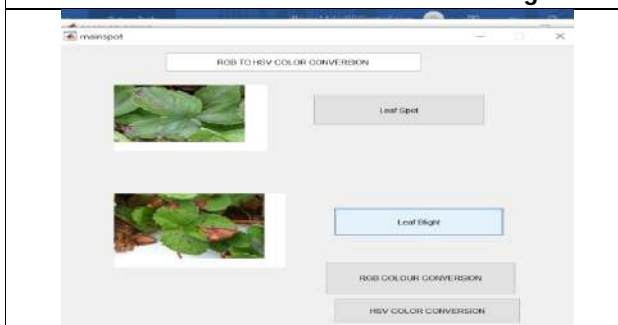 mainspot
RGB TO HSV COLOR CONVERSION
Leaf Spot
Leaf Blight
RGB COLOUR CONVERSION
HSV COLOR CONVERSION